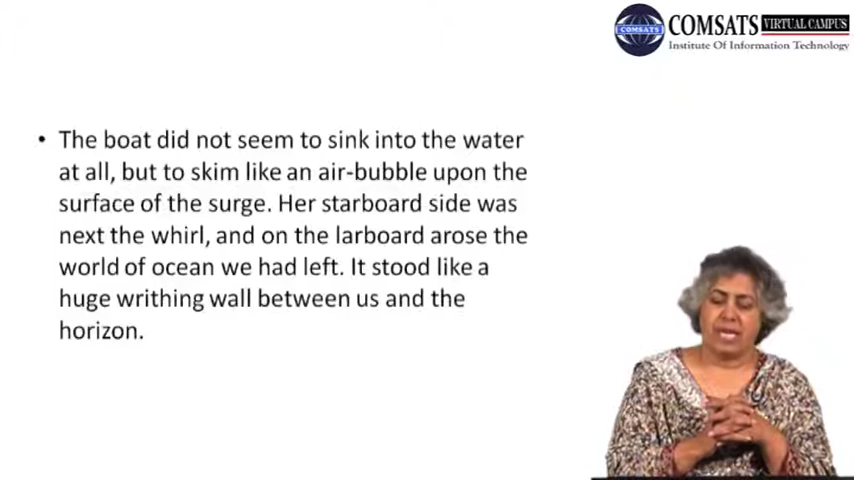 COMSATS
COMSATS VIRTUAL CAMPUS
Institute Of Information Technology
• The boat did not seem to sink into the water
at all, but to skim like an air-bubble upon the
surface of the surge. Her starboard side was
next the whirl, and on the larboard arose the
world of ocean we had left. It stood like a
huge writhing wall between us and the
horizon.